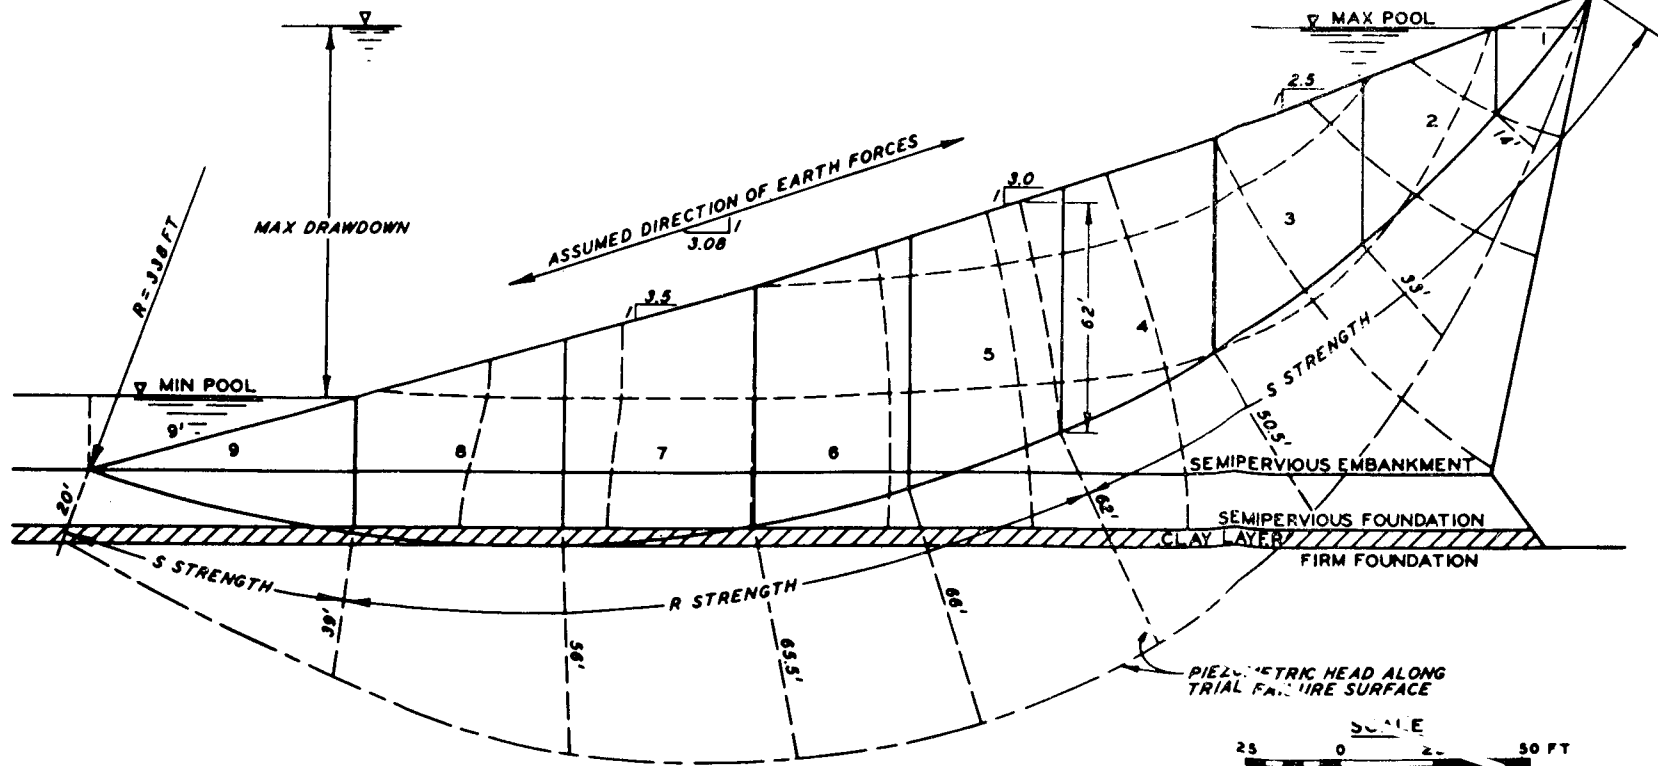 MAX POOL
1
14'
2
2.5
1
ASSUMED DIRECTION OF EARTH FORCES
1
3.08
MAX DRAWDOWN
R = 338 FT
3.0
1
3
33'
S STRENGTH
62'
4
5
3.5
1
MIN POOL
9'
9
8
7
6
50.5'
SEMIPERVIOUS EMBANKMENT
20'
62'
SEMIPERVIOUS FOUNDATION
CLAY LAYER
FIRM FOUNDATION
S STRENGTH
R STRENGTH
39'
56'
65.5'
66'
HEAD ALONG
TRIAL SURFACE
25 0 50 FT